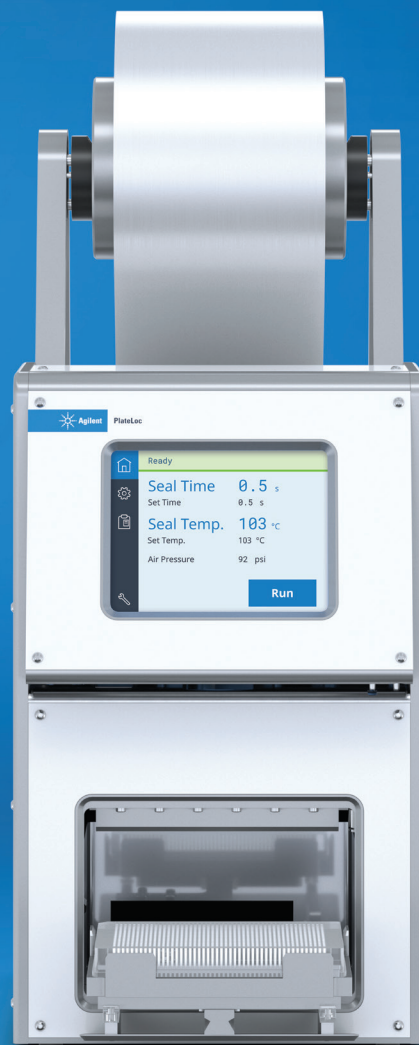 Agilent PlateLoc
Ready
Seal Time 0.5 s
Set Time 0.5 s
Seal Temp. 103 °C
Set Temp. 103 °C
Air Pressure 92 psi
Run